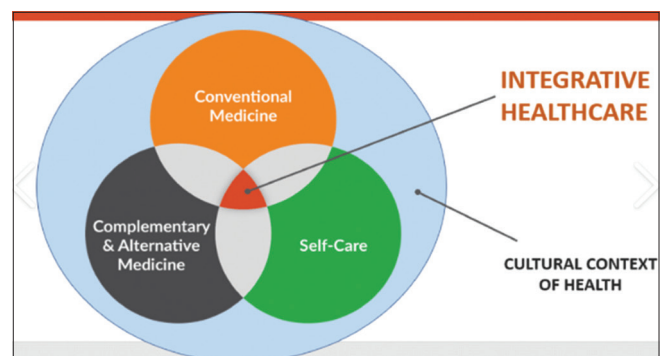 Conventional
Medicine
INTEGRATIVE
HEALTHCARE
Complementary
& Alternative
Medicine
Self-Care
CULTURAL CONTEXT
OF HEALTH